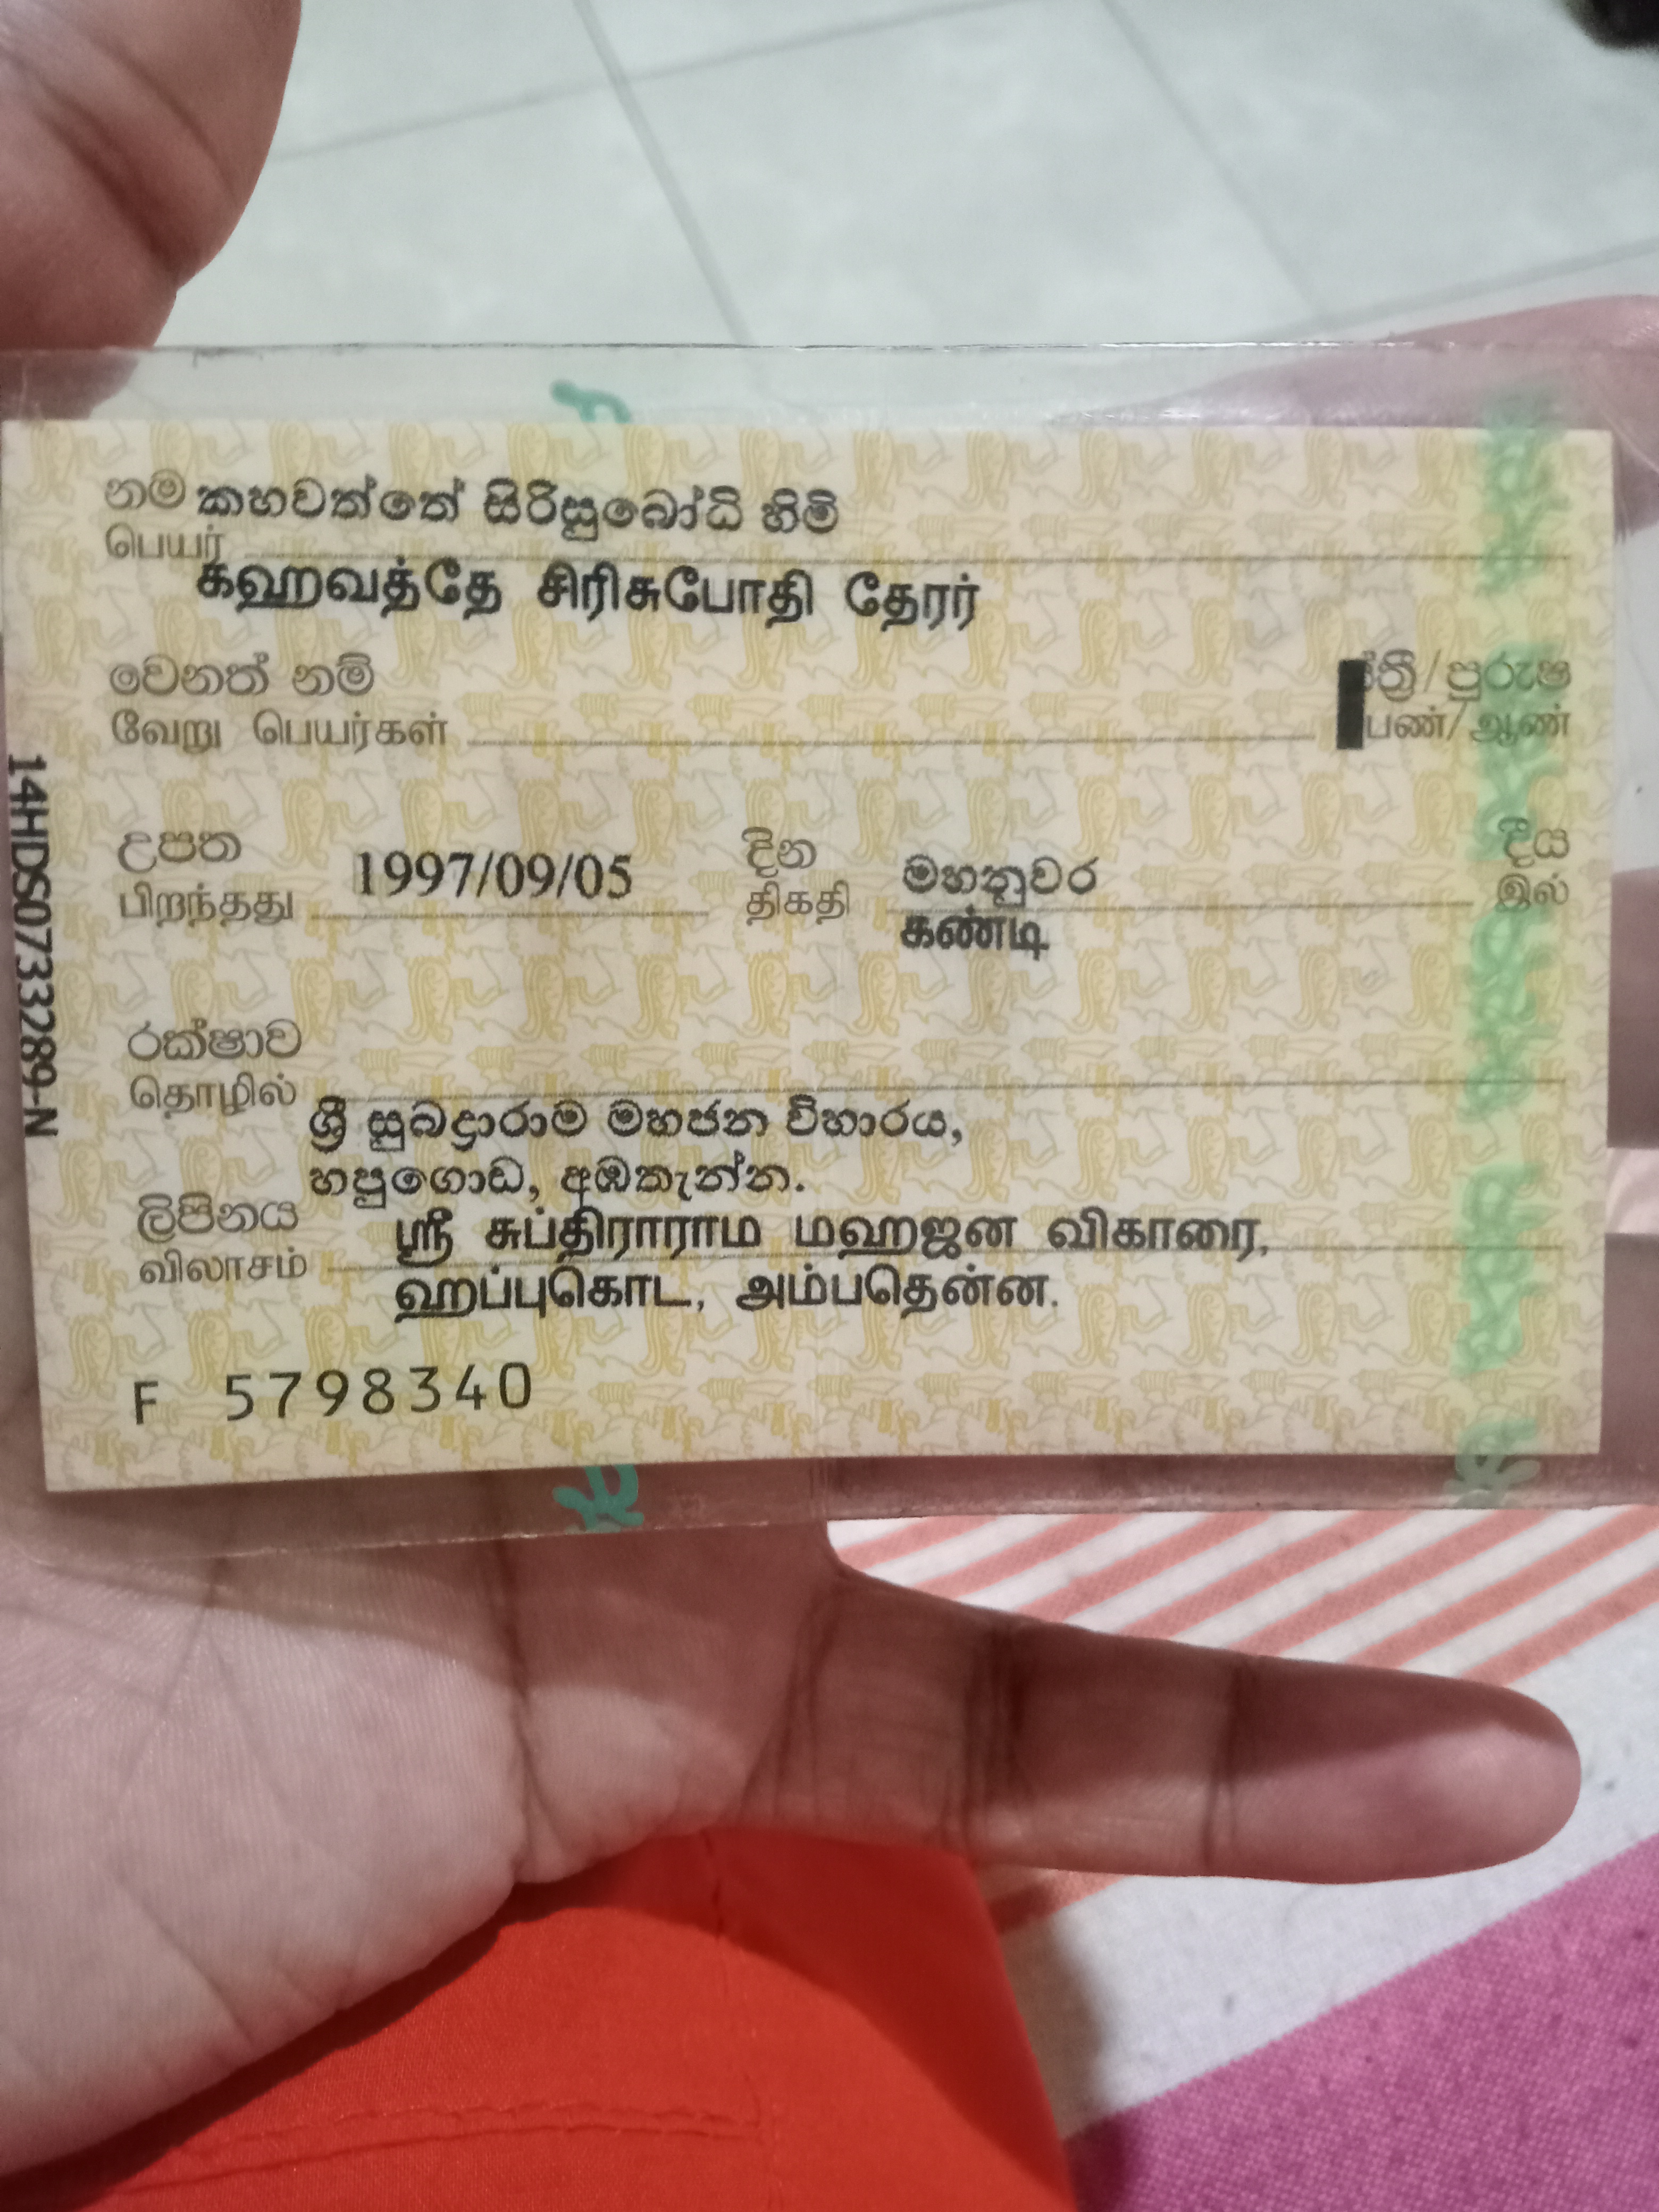 නම කහවත්තේ සිරිසුබෝධි හිමි
பெயர்
கஹவத்தே சிரிசுபோதி தேரர்
වෙනත් නම්
ස්ත්‍රී/පුරුෂ
வேறு பெயர்கள்
பெண்/ஆண்
උපත 1997/09/05 දින මහනුවර දීය
பிறந்தது திகதி கண்டி இல்
රක්ෂාව
தொழில்
ශ්‍රී සුබද්‍රාරාම මහජන විහාරය,
හපුගොඩ, අඹතැන්න.
ලිපිනය
ஸ்ரீ சுப்திராராம மஹஜன விகாரை,
விலாசம்
ஹப்புகொட, அம்பதென்ன.
F 5798340
14HDS0733289-N